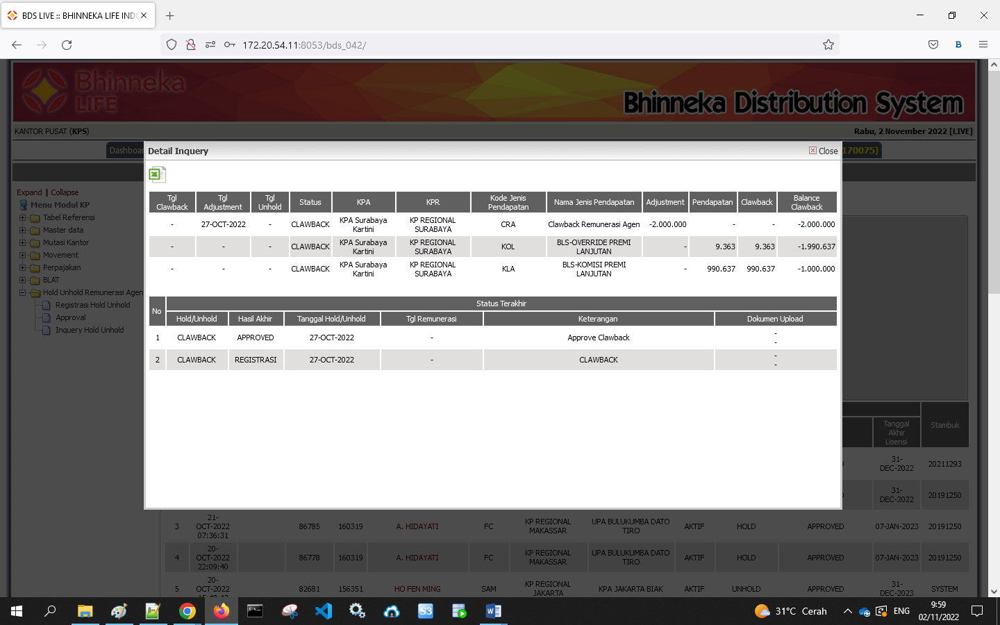 BDS LIVE :: BHINNEKA LIFE INDO
172.20.54.11:8053/bds_042/
Bhinneka
LIFE
Bhinneka Distribution System
KANTOR PUSAT (KPS)
Rabu, 2 November 2022 [LIVE]
Dashboar
170075)
Expand | Collapse
Menu Modul KP
Tabel Referensi
Master data
Mutasi Kantor
Movement
Perpajakan
BLAT
Hold Unhold Remunerasi Agen
Registrasi Hold Unhold
Approval
Inquery Hold Unhold
Detail Inquery
Close
Tgl Clawback Tgl Adjustment Tgl Unhold Status KPA KPR Kode Jenis Pendapatan Nama Jenis Pendapatan Adjustment Pendapatan Clawback Balance Clawback
- 27-OCT-2022 - CLAWBACK KPA Surabaya Kartini KP REGIONAL SURABAYA CRA Clawback Remunerasi Agen -2.000.000 - - -2.000.000
- - - CLAWBACK KPA Surabaya Kartini KP REGIONAL SURABAYA KOL BLS-OVERRIDE PREMI LANJUTAN - 9.363 9.363 -1.990.637
- - - CLAWBACK KPA Surabaya Kartini KP REGIONAL SURABAYA KLA BLS-KOMISI PREMI LANJUTAN - 990.637 990.637 -1.000.000
No Status Terakhir
Hold/Unhold Hasil Akhir Tanggal Hold/Unhold Tgl Remunerasi Keterangan Dokumen Upload
1 CLAWBACK APPROVED 27-OCT-2022 - Approve Clawback - -
2 CLAWBACK REGISTRASI 27-OCT-2022 - CLAWBACK - -
Tanggal Akhir Lisensi Stambuk
31-DEC-2022 20211293
31-DEC-2022 20191250
3 21-OCT-2022 07:36:31 86785 160319 A. HIDAYATI FC KP REGIONAL MAKASSAR UPA BULUKUMBA DATO TIRO AKTIF HOLD APPROVED 07-JAN-2023 20191250
4 20-OCT-2022 22:09:40 86778 160319 A. HIDAYATI FC KP REGIONAL MAKASSAR UPA BULUKUMBA DATO TIRO AKTIF HOLD APPROVED 07-JAN-2023 20191250
5 20-OCT-2022 82681 156351 HO FEN MING SAM KP REGIONAL JAKARTA KPA JAKARTA BIAK AKTIF UNHOLD APPROVED 31-DEC-2023 SYSTEM
31°C Cerah
ENG
9:59
02/11/2022